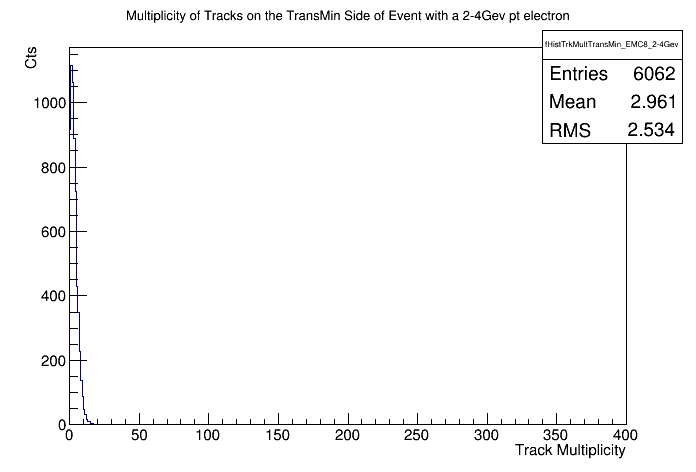 Multiplicity of Tracks on the TransMin Side of Event with a 2-4Gev pt electron
fHistTrkMultTransMin_EMC8_2-4Gev
Entries 6062
Mean 2.961
RMS 2.534
Cts
1000
800
600
400
200
0
0 50 100 150 200 250 300 350 400
Track Multiplicity